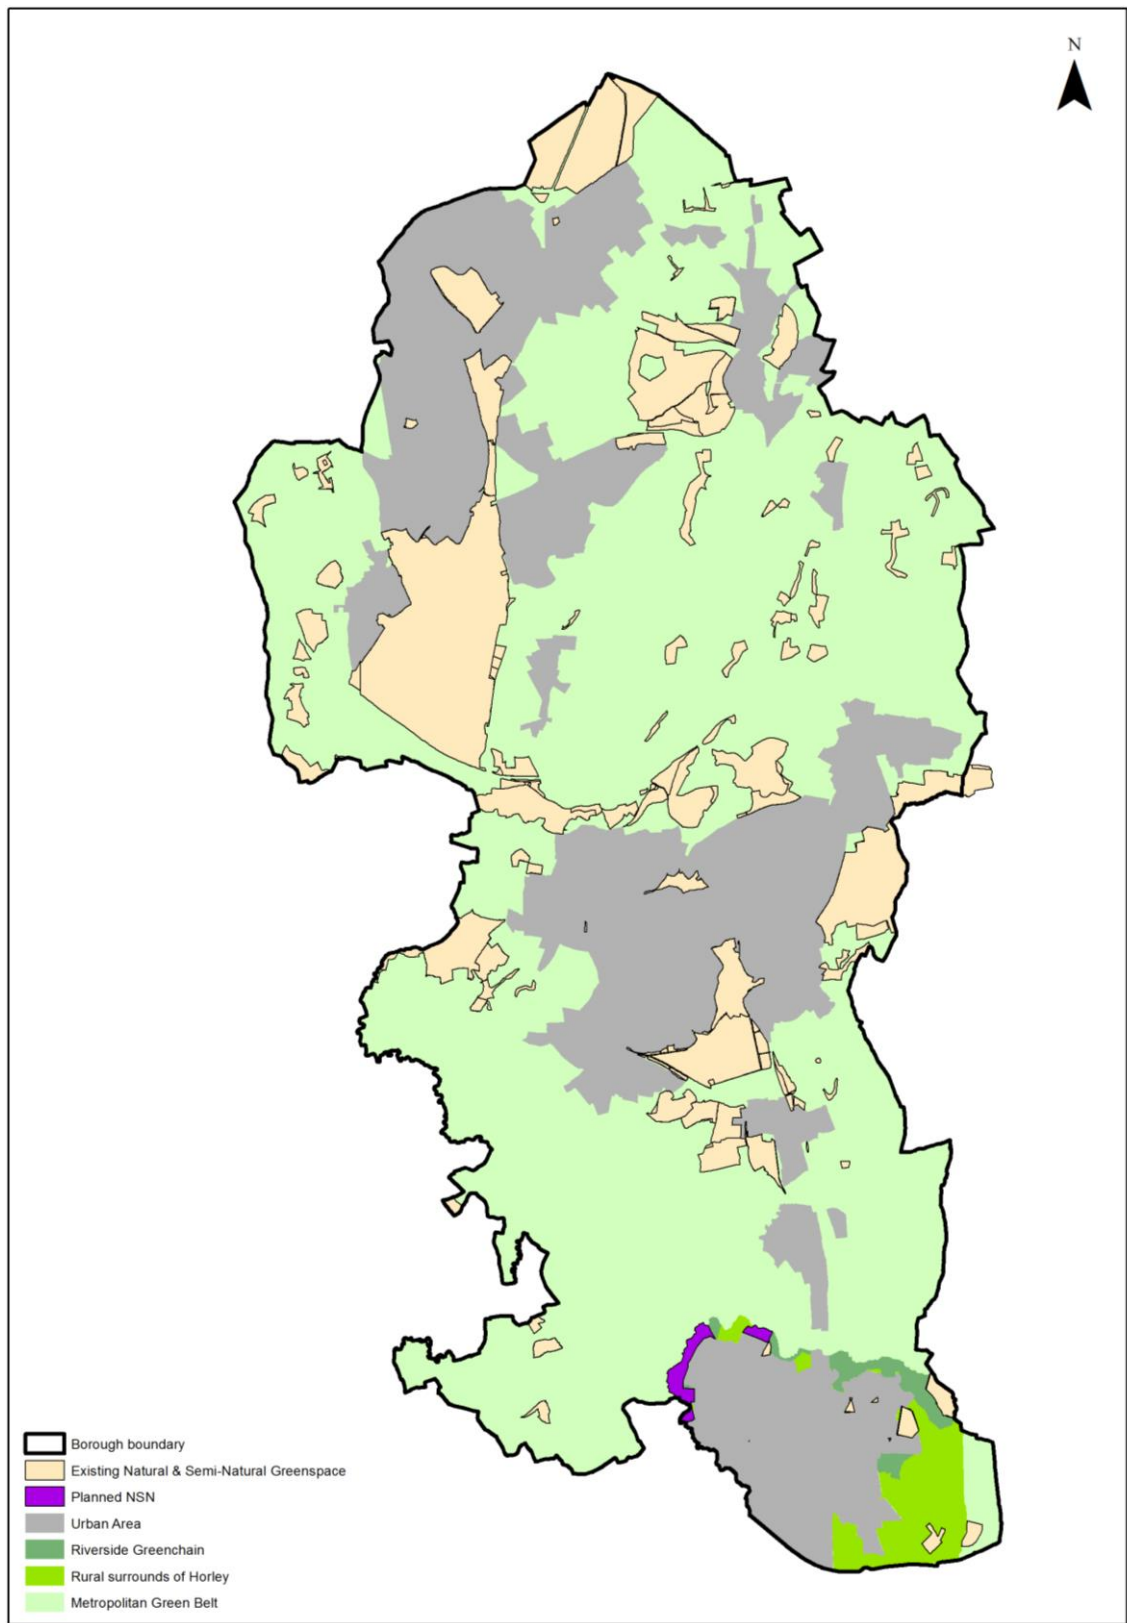 N
Borough boundary
Existing Natural & Semi-Natural Greenspace
Planned NSN
Urban Area
Riverside Greenchain
Rural surrounds of Horley
Metropolitan Green Belt